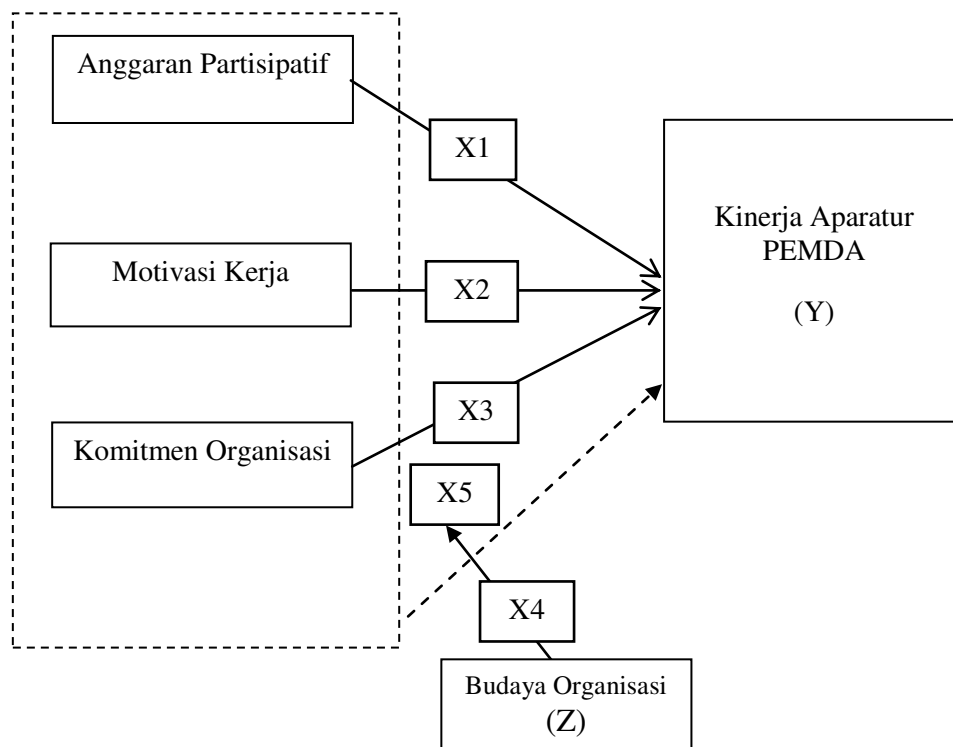 Anggaran Partisipatif
X1
Kinerja Aparatur
PEMDA
(Y)
Motivasi Kerja
X2
X3
Komitmen Organisasi
X5
X4
Budaya Organisasi
(Z)